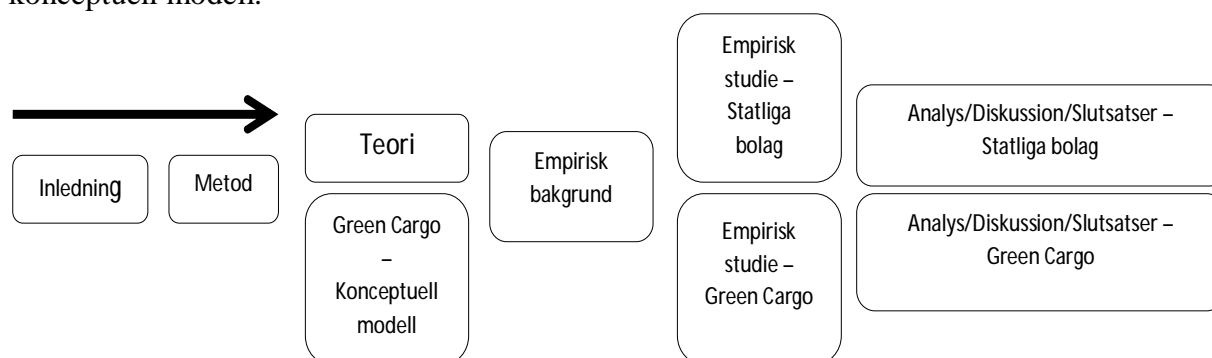 konceptuell modell.
Inledning
Metod
Teori
Green Cargo
–
Konceptuell
modell
Empirisk
bakgrund
Empirisk
studie –
Statliga
bolag
Empirisk
studie –
Green Cargo
Analys/Diskussion/Slutsatser –
Statliga bolag
Analys/Diskussion/Slutsatser –
Green Cargo